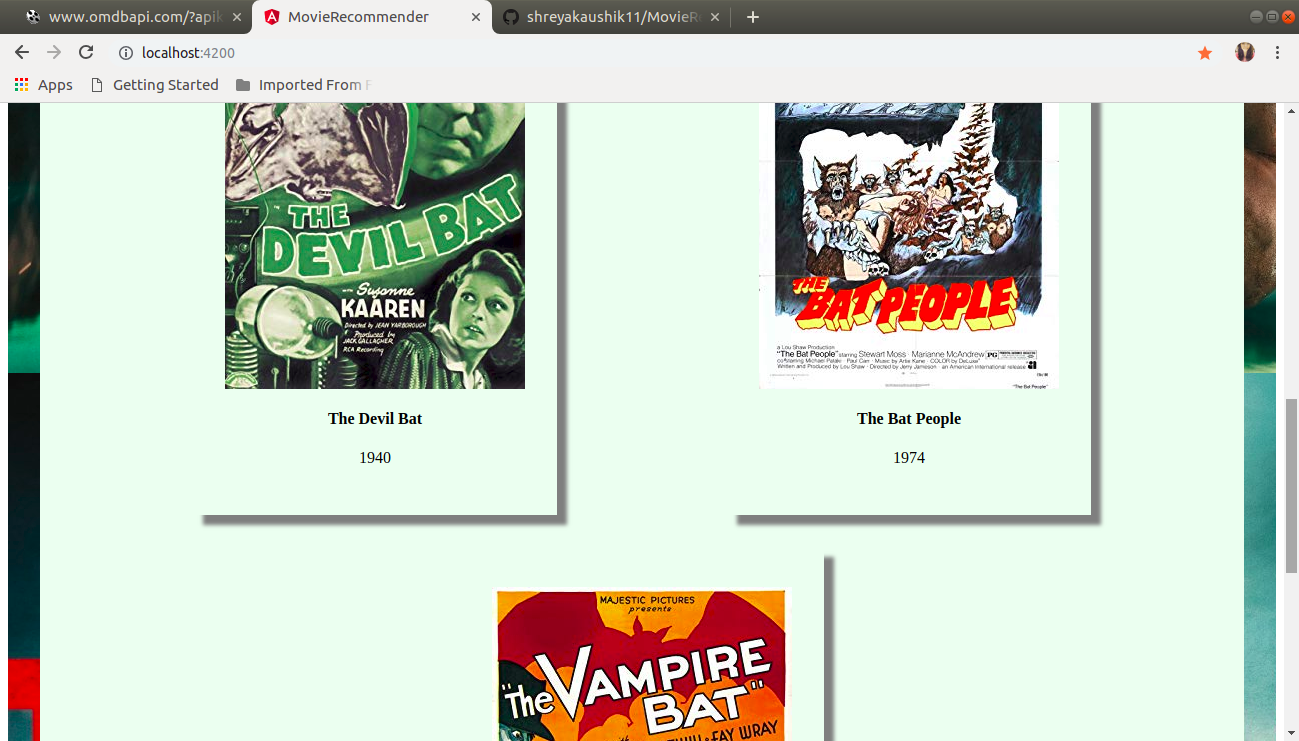 www.omdbapi.com/?apik
MovieRecommender
shreyakaushik11/MovieR
localhost:4200
Apps
Getting Started
Imported From F
THE
DEVIL BAT
WITH Suzanne
KAAREN
Directed by JEAN YARBOROUGH
Produced by
JACK GALLAGHER
RCA Recording
The Devil Bat
1940
THE
BAT PEOPLE
a Lou Shaw Production
"The Bat People" starring Stewart Moss · Marianne McAndrew PG
costarring Michael Pataki · Paul Carr · Music by Artie Kane · COLOR by DeLuxe
Written and Produced by Lou Shaw · Directed by Jerry Jameson · an American International release
"The Bat People"
The Bat People
1974
MAJESTIC PICTURES
presents
"The VAMPIRE
BAT"
& FAY WRAY